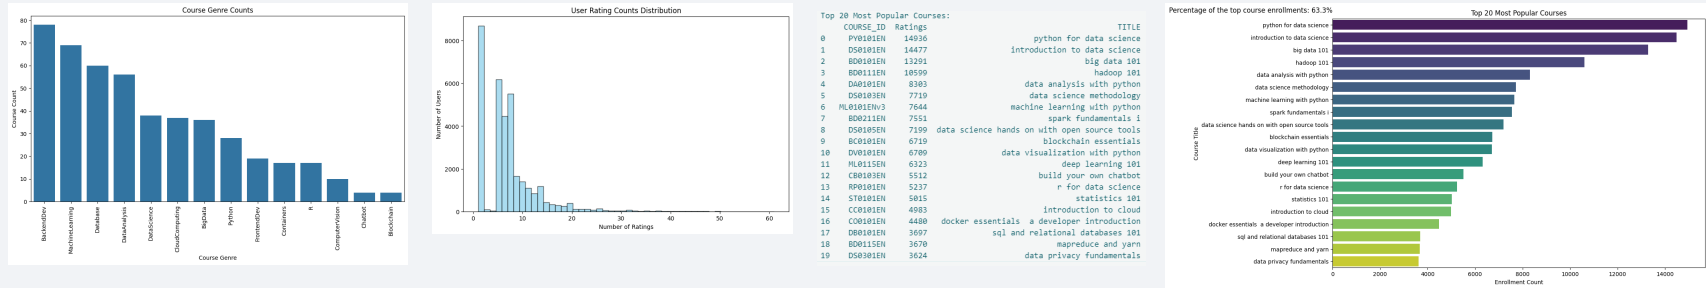 Course Genre Counts
80
70
60
50
40
30
20
10
0
Course Count
BackendDev
MachineLearning
Database
DataAnalysis
DataScience
CloudComputing
BigData
Python
FrontendDev
Containers
R
ComputerVision
Chatbot
Blockchain
Course Genre
User Rating Counts Distribution
8000
6000
4000
2000
0
Number of Users
0 10 20 30 40 50 60
Number of Ratings
Top 20 Most Popular Courses:
COURSE_ID Ratings TITLE
0 PY0101EN 14936 python for data science
1 DS0101EN 14477 introduction to data science
2 BD0101EN 13291 big data 101
3 BD0111EN 10599 hadoop 101
4 DA0101EN 8303 data analysis with python
5 DS0103EN 7719 data science methodology
6 ML0101ENv3 7644 machine learning with python
7 BD0211EN 7551 spark fundamentals i
8 DS0105EN 7199 data science hands on with open source tools
9 BC0101EN 6719 blockchain essentials
10 DV0101EN 6709 data visualization with python
11 ML0115EN 6323 deep learning 101
12 CB0103EN 5512 build your own chatbot
13 RP0101EN 5237 r for data science
14 ST0101EN 5015 statistics 101
15 CC0101EN 4983 introduction to cloud
16 CO0101EN 4480 docker essentials a developer introduction
17 DB0101EN 3697 sql and relational databases 101
18 BD0115EN 3670 mapreduce and yarn
19 DS0301EN 3624 data privacy fundamentals
Percentage of the top course enrollments: 63.3%
Top 20 Most Popular Courses
python for data science
introduction to data science
big data 101
hadoop 101
data analysis with python
data science methodology
machine learning with python
spark fundamentals i
data science hands on with open source tools
blockchain essentials
data visualization with python
deep learning 101
build your own chatbot
r for data science
statistics 101
introduction to cloud
docker essentials a developer introduction
sql and relational databases 101
mapreduce and yarn
data privacy fundamentals
Course Title
0 2000 4000 6000 8000 10000 12000 14000
Enrollment Count